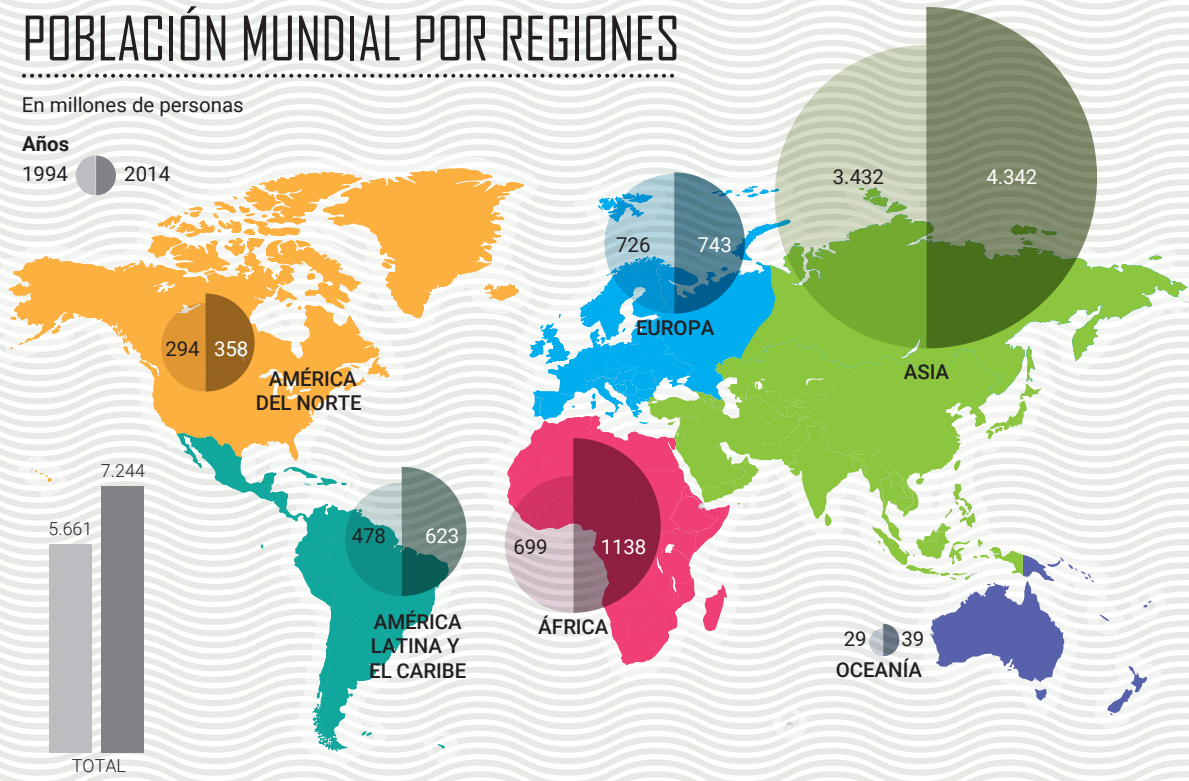 POBLACIÓN MUNDIAL POR REGIONES
En millones de personas
Años
1994 2014
3.432 4.342
ASIA
726 743
EUROPA
294 358
AMÉRICA
DEL NORTE
478 623
AMÉRICA
LATINA Y
EL CARIBE
699 1138
ÁFRICA
29 39
OCEANÍA
5.661 7.244
TOTAL